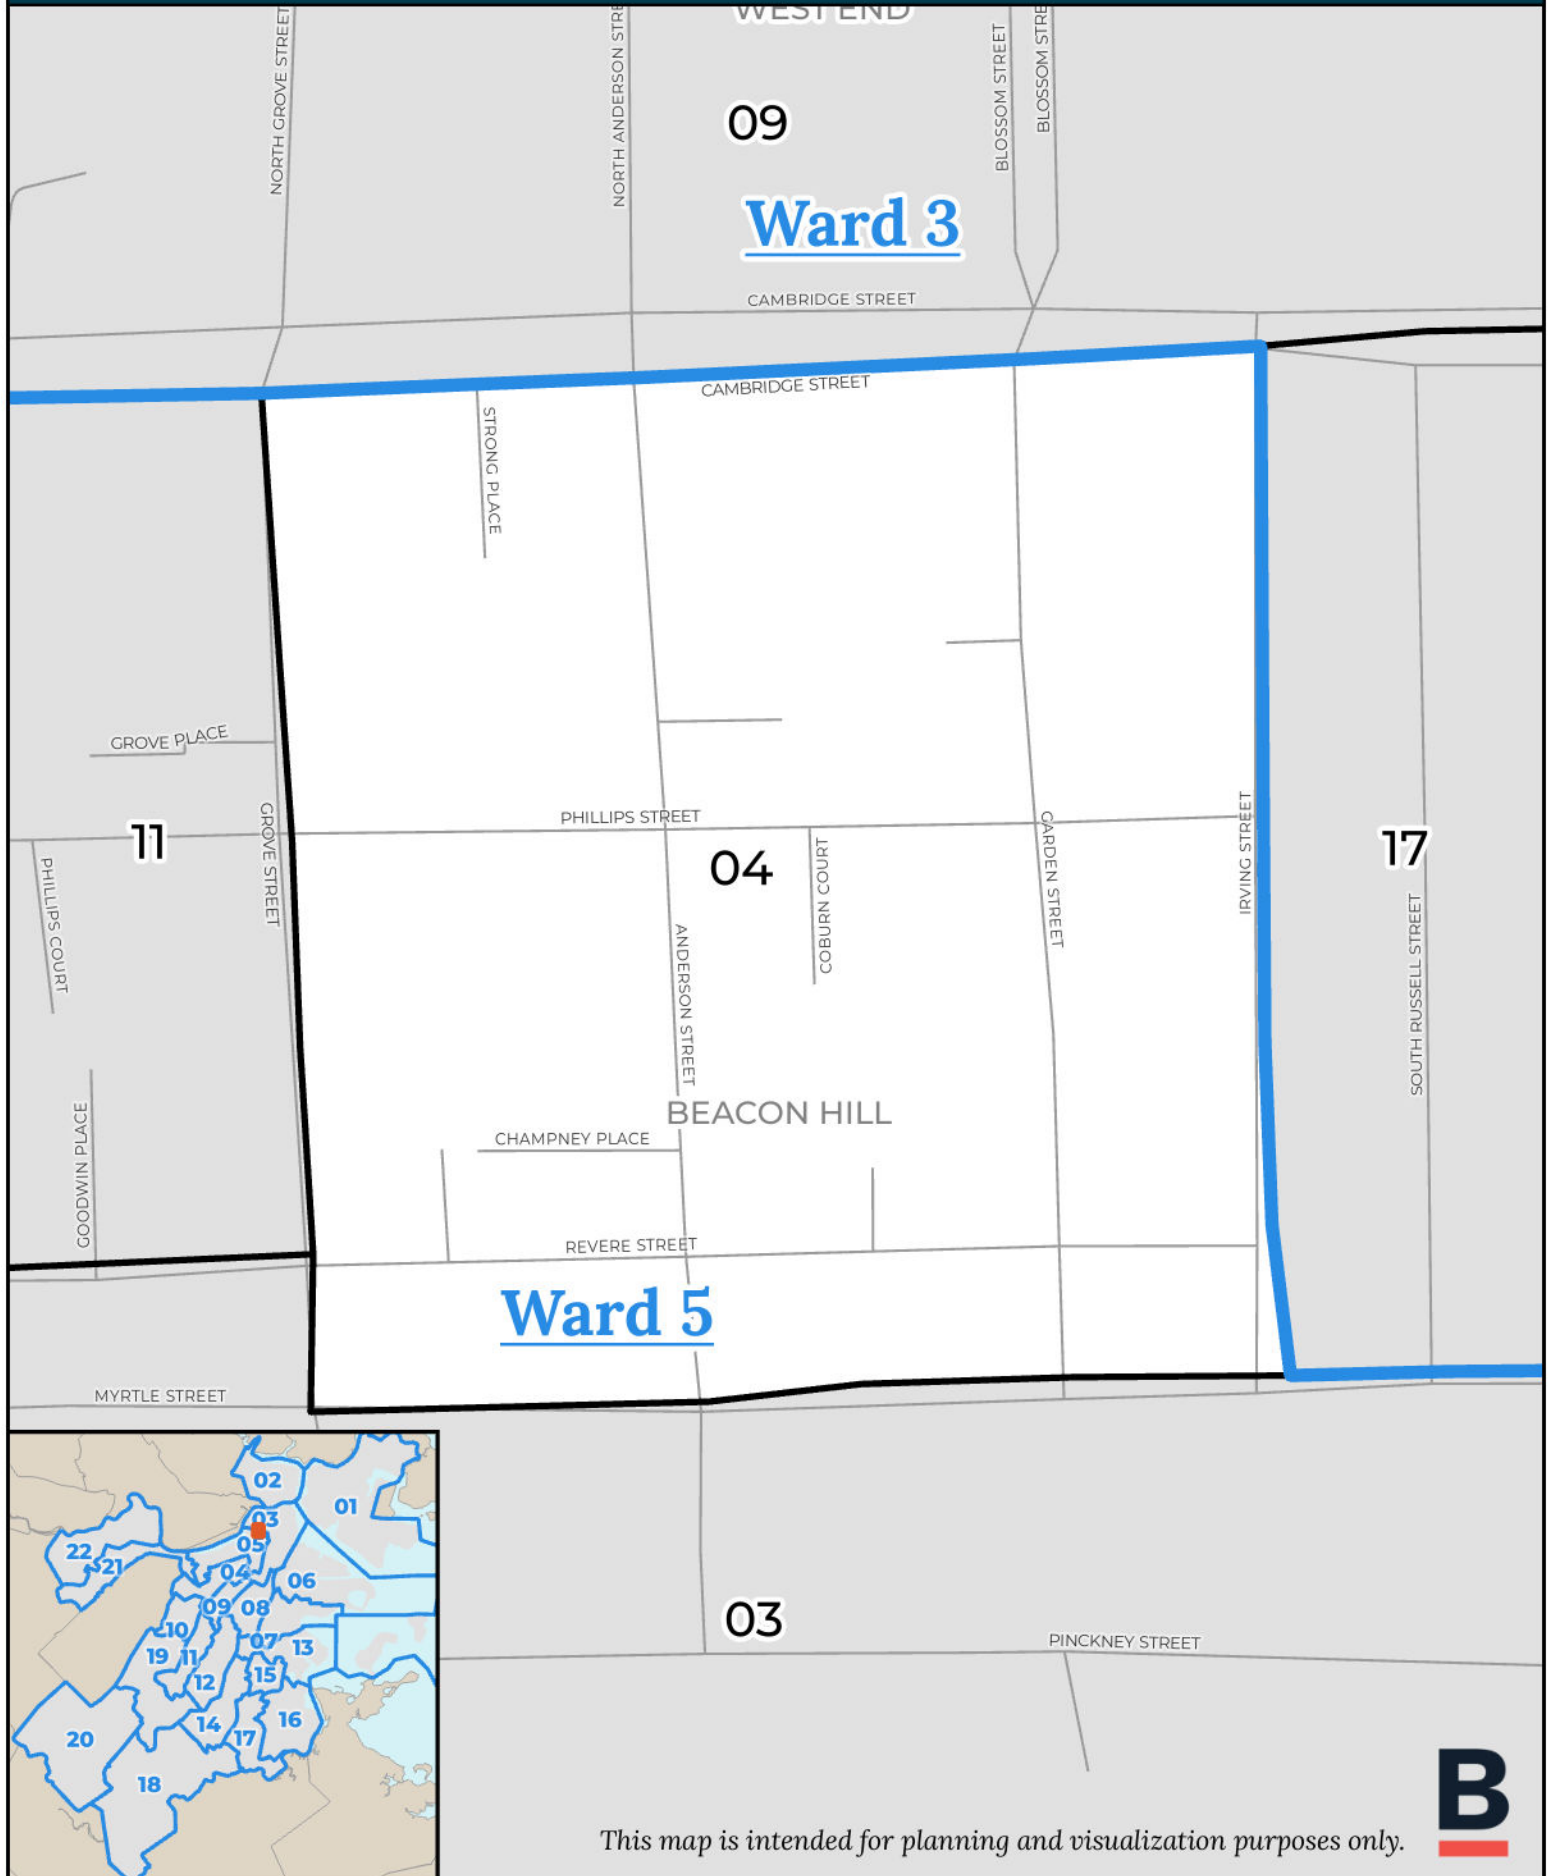 WEST END
NORTH GROVE STREET
NORTH ANDERSON STRE
BLOSSOM STREET
BLOSSOM STRE
09
Ward 3
CAMBRIDGE STREET
CAMBRIDGE STREET
STRONG PLACE
GROVE PLACE
GROVE STREET
PHILLIPS STREET
IRVING STREET
11
04
17
PHILLIPS COURT
COBURN COURT
GARDEN STREET
ANDERSON STREET
SOUTH RUSSELL STREET
BEACON HILL
GOODWIN PLACE
CHAMPNEY PLACE
REVERE STREET
Ward 5
MYRTLE STREET
02
01
03
05
22
21
04
06
09
08
10
07
13
19
11
15
12
16
14
17
20
18
03
PINCKNEY STREET
B
This map is intended for planning and visualization purposes only.